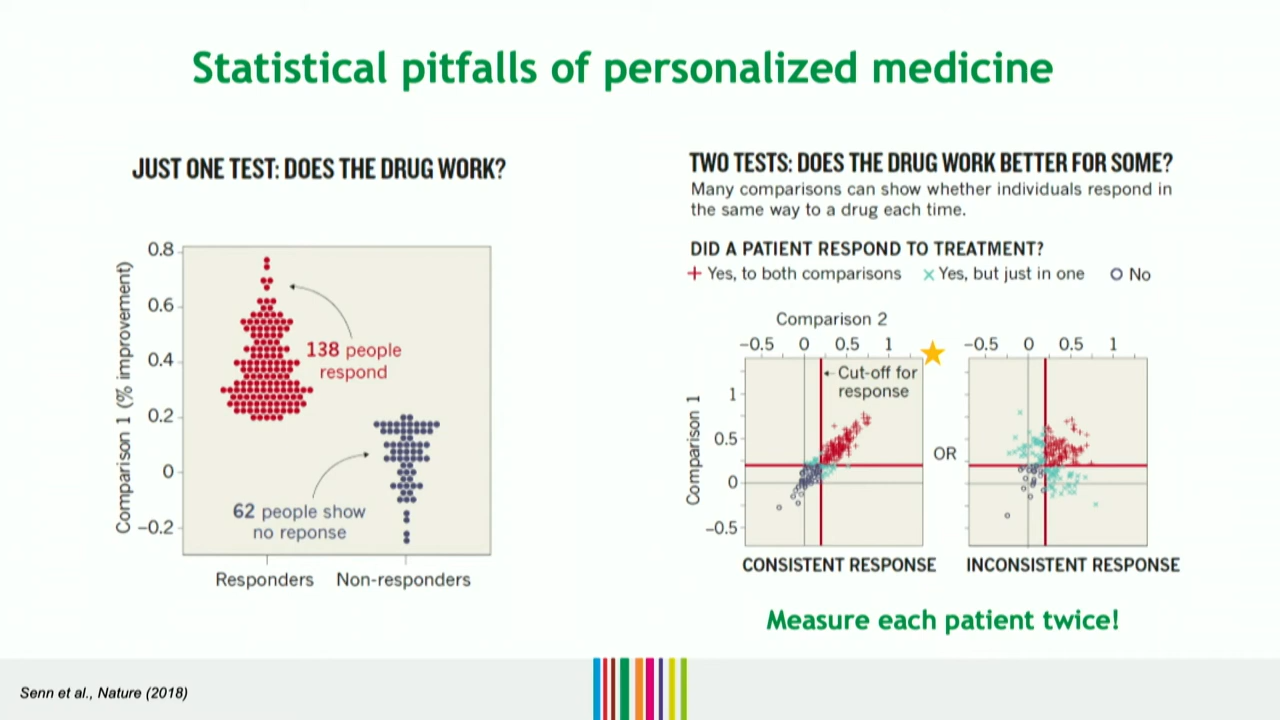 Statistical pitfalls of personalized medicine
JUST ONE TEST: DOES THE DRUG WORK?
0.8
0.6
0.4
0.2
0
−0.2
Comparison 1 (% improvement)
138 people
respond
62 people show
no reponse
Responders
Non-responders
TWO TESTS: DOES THE DRUG WORK BETTER FOR SOME?
Many comparisons can show whether individuals respond in
the same way to a drug each time.
DID A PATIENT RESPOND TO TREATMENT?
+ Yes, to both comparisons × Yes, but just in one o No
Comparison 2
−0.5 0 0.5 1
−0.5 0 0.5 1
Cut-off for
response
Comparison 1
1
0.5
0
−0.5
OR
CONSISTENT RESPONSE
INCONSISTENT RESPONSE
Measure each patient twice!
Senn et al., Nature (2018)